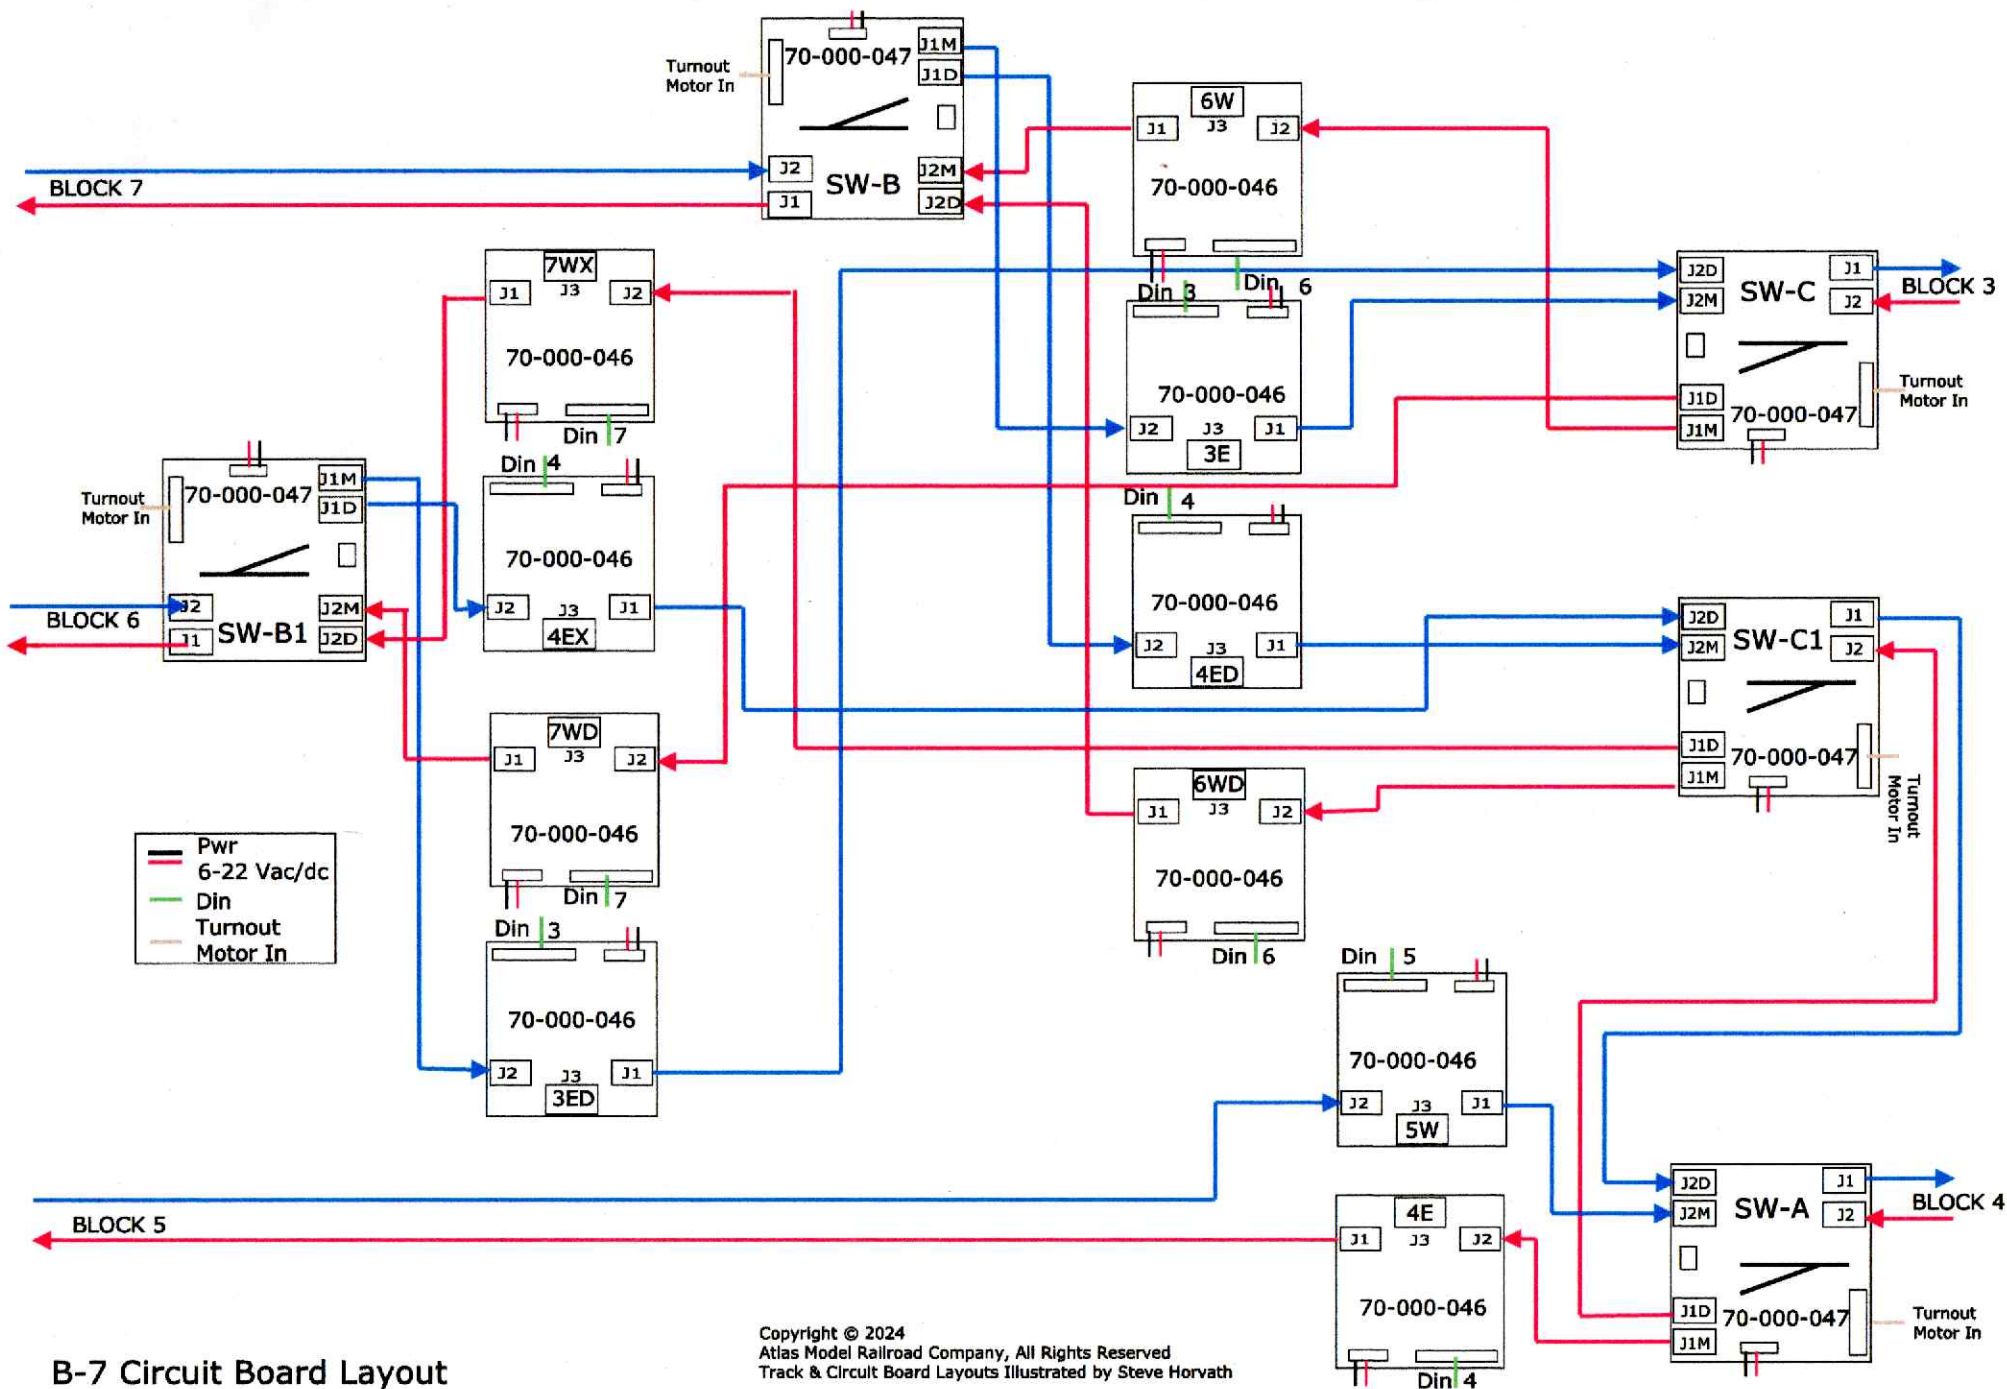 70-000-047
J1M
J1D
Turnout
Motor In
J2
J2M
SW-B
J1
J2D
BLOCK 7
6W
J1
J3
J2
70-000-046
Din 6
7WX
J1
J3
J2
70-000-046
Din 7
Din 3
70-000-046
J2
J3
J1
3E
J2D
J1
SW-C
J2M
J2
BLOCK 3
Turnout
Motor In
J1D
70-000-047
J1M
Din 4
70-000-046
J2
J3
J1
4EX
70-000-047
J1M
J1D
Turnout
Motor In
J2
J2M
BLOCK 6
J1
SW-B1
J2D
Din 4
70-000-046
J2
J3
J1
4ED
J2D
J1
SW-C1
J2M
J2
J1D
70-000-047
J1M
Turnout
Motor In
7WD
J1
J3
J2
70-000-046
Din 7
6WD
J1
J3
J2
70-000-046
Din 6
Pwr
6-22 Vac/dc
Din
Turnout
Motor In
Din 3
70-000-046
J2
J3
J1
3ED
Din 5
70-000-046
J2
J3
J1
5W
J2D
J1
SW-A
J2M
J2
BLOCK 4
J1D
70-000-047
J1M
Turnout
Motor In
BLOCK 5
4E
J1
J3
J2
70-000-046
Din 4
Copyright © 2024
Atlas Model Railroad Company, All Rights Reserved
Track & Circuit Board Layouts Illustrated by Steve Horvath
B-7 Circuit Board Layout